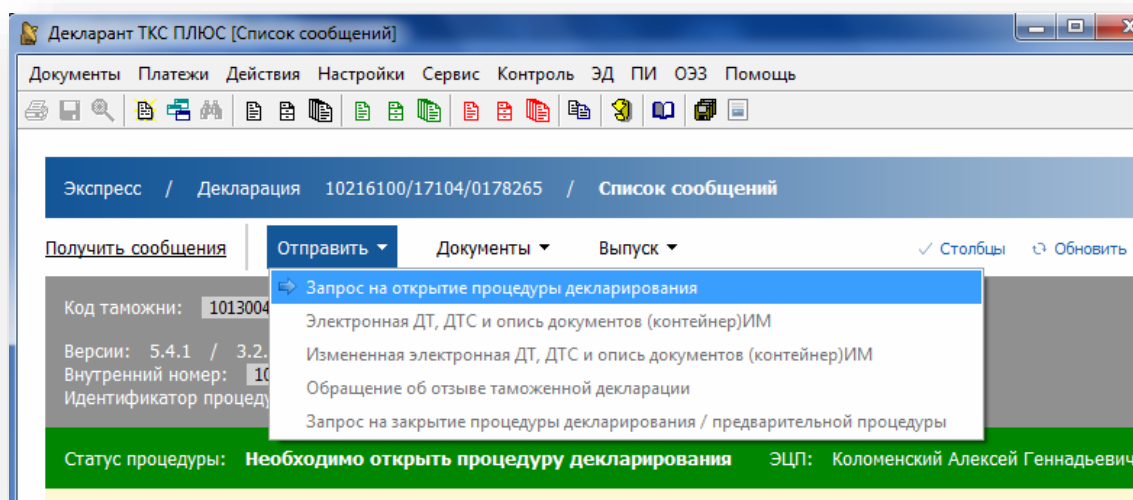 Декларант ТКС ПЛЮС [Список сообщений]
Документы Платежи Действия Настройки Сервис Контроль ЭД ПИ ОЭЗ Помощь
Экспресс / Декларация 10216100/17104/0178265 / Список сообщений
Получить сообщения Отправить Документы Выпуск Столбцы Обновить
Запрос на открытие процедуры декларирования
Код таможни: 1013004
Электронная ДТ, ДТС и опись документов (контейнер)ИМ
Версии: 5.4.1 / 3.2.
Измененная электронная ДТ, ДТС и опись документов (контейнер)ИМ
Внутренний номер: 10
Обращение об отзыве таможенной декларации
Идентификатор процеду
Запрос на закрытие процедуры декларирования / предварительной процедуры
Статус процедуры: Необходимо открыть процедуру декларирования ЭЦП: Коломенский Алексей Геннадьевич